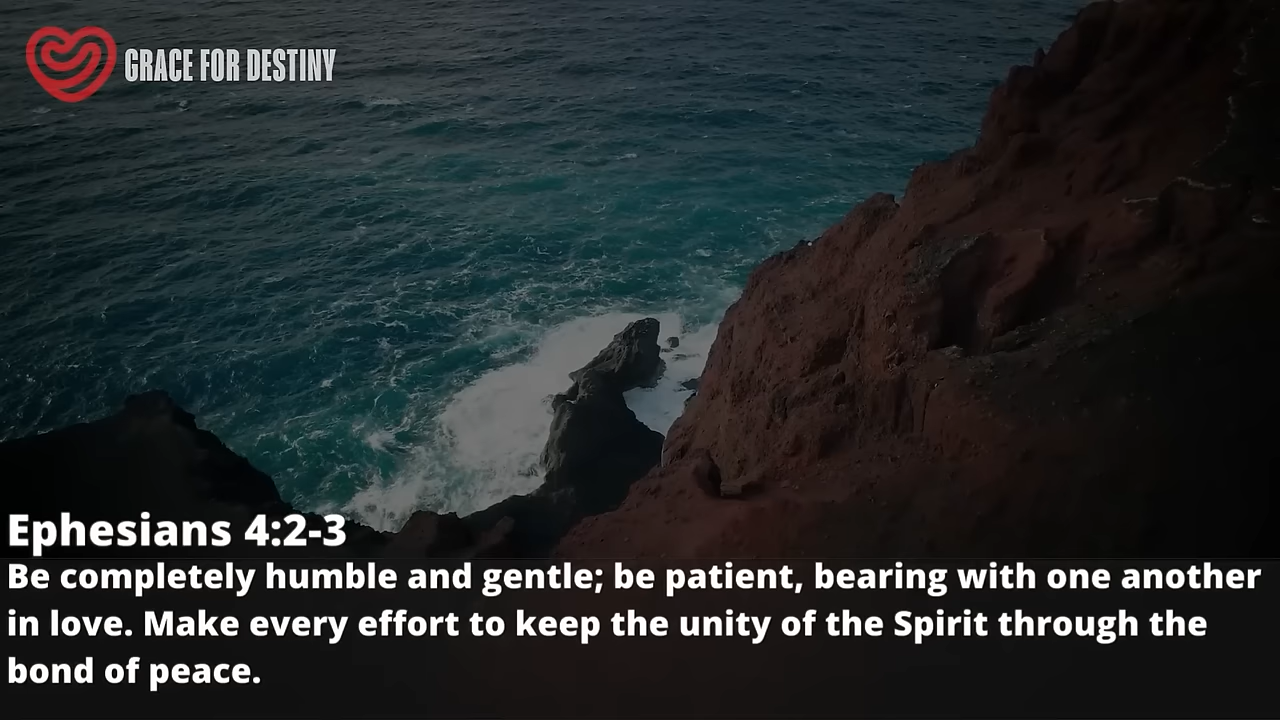 GRACE FOR DESTINY
Ephesians 4:2-3
Be completely humble and gentle; be patient, bearing with one another
in love. Make every effort to keep the unity of the Spirit through the
bond of peace.